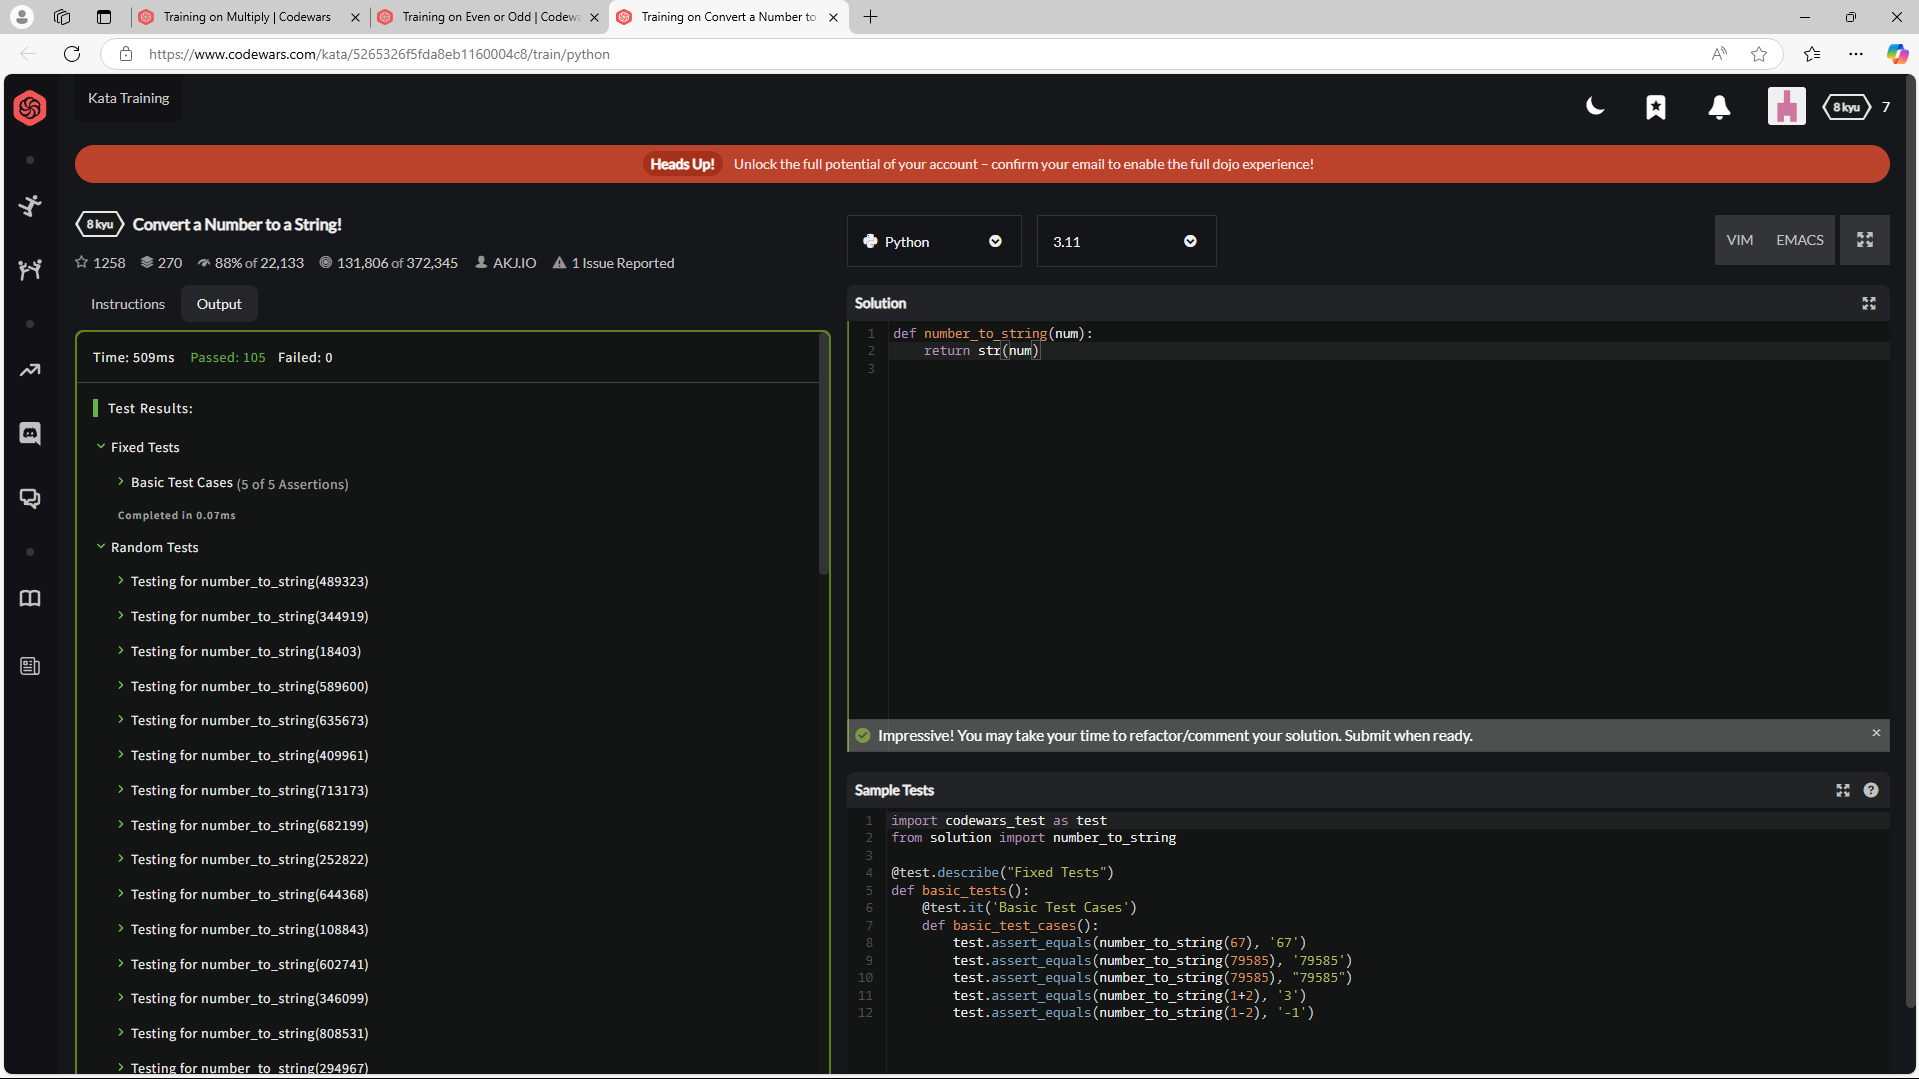 Training on Multiply | Codewars
Training on Even or Odd | Codewa
Training on Convert a Number to
https://www.codewars.com/kata/5265326f5fda8eb1160004c8/train/python
Kata Training
8 kyu 7
Heads Up! Unlock the full potential of your account – confirm your email to enable the full dojo experience!
8 kyu Convert a Number to a String!
1258 270 88% of 22,133 131,806 of 372,345 AKJ.IO 1 Issue Reported
Python
3.11
VIM EMACS
Instructions Output
Time: 509ms Passed: 105 Failed: 0
Test Results:
Fixed Tests
Basic Test Cases (5 of 5 Assertions)
Completed in 0.07ms
Random Tests
Testing for number_to_string(489323)
Testing for number_to_string(344919)
Testing for number_to_string(18403)
Testing for number_to_string(589600)
Testing for number_to_string(635673)
Testing for number_to_string(409961)
Testing for number_to_string(713173)
Testing for number_to_string(682199)
Testing for number_to_string(252822)
Testing for number_to_string(644368)
Testing for number_to_string(108843)
Testing for number_to_string(602741)
Testing for number_to_string(346099)
Testing for number_to_string(808531)
Testing for number_to_string(294967)
Solution
1 def number_to_string(num):
2 return str(num)
3
Impressive! You may take your time to refactor/comment your solution. Submit when ready.
Sample Tests
1 import codewars_test as test
2 from solution import number_to_string
3
4 @test.describe("Fixed Tests")
5 def basic_tests():
6 @test.it('Basic Test Cases')
7 def basic_test_cases():
8 test.assert_equals(number_to_string(67), '67')
9 test.assert_equals(number_to_string(79585), '79585')
10 test.assert_equals(number_to_string(79585), "79585")
11 test.assert_equals(number_to_string(1+2), '3')
12 test.assert_equals(number_to_string(1-2), '-1')